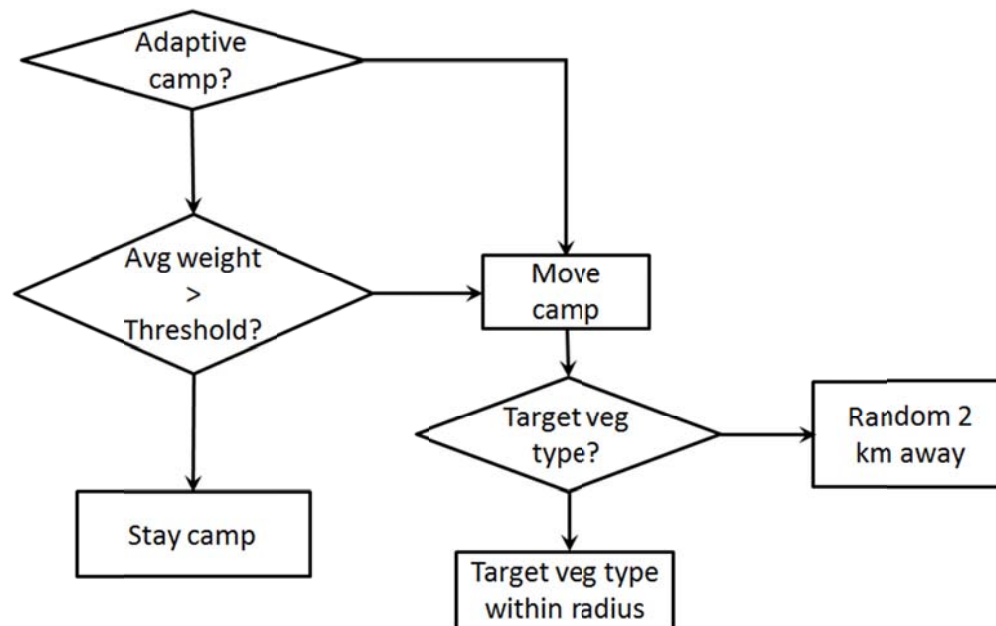 Adaptive
camp?
Avg weight
>
Threshold?
Move
camp
Target veg
type?
Random 2
km away
Stay camp
Target veg type
within radius